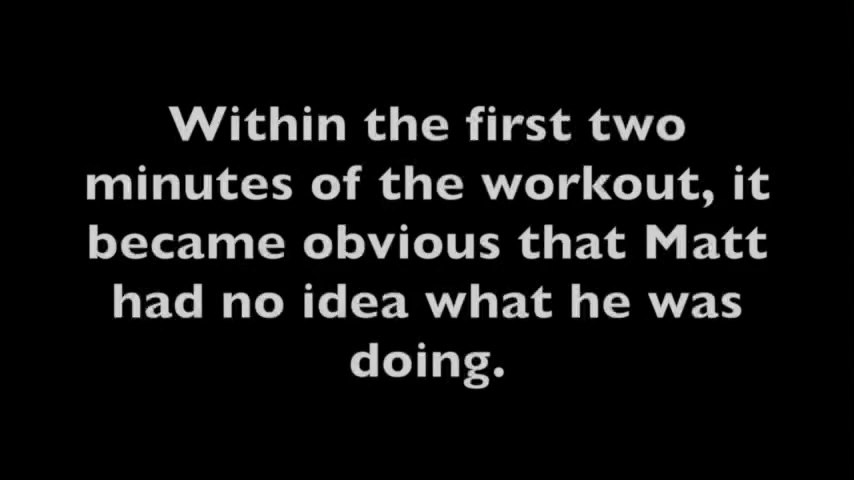 Within the first two
minutes of the workout, it
became obvious that Matt
had no idea what he was
doing.